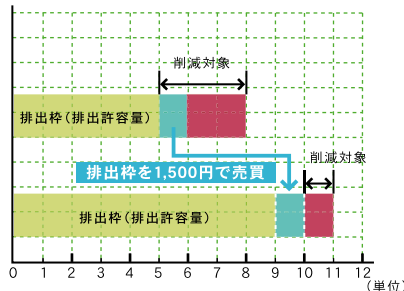 削減対象
排出枠（排出許容量）
排出枠を1,500円で売買
削減対象
排出枠（排出許容量）
0 1 2 3 4 5 6 7 8 9 10 11 12
（単位）